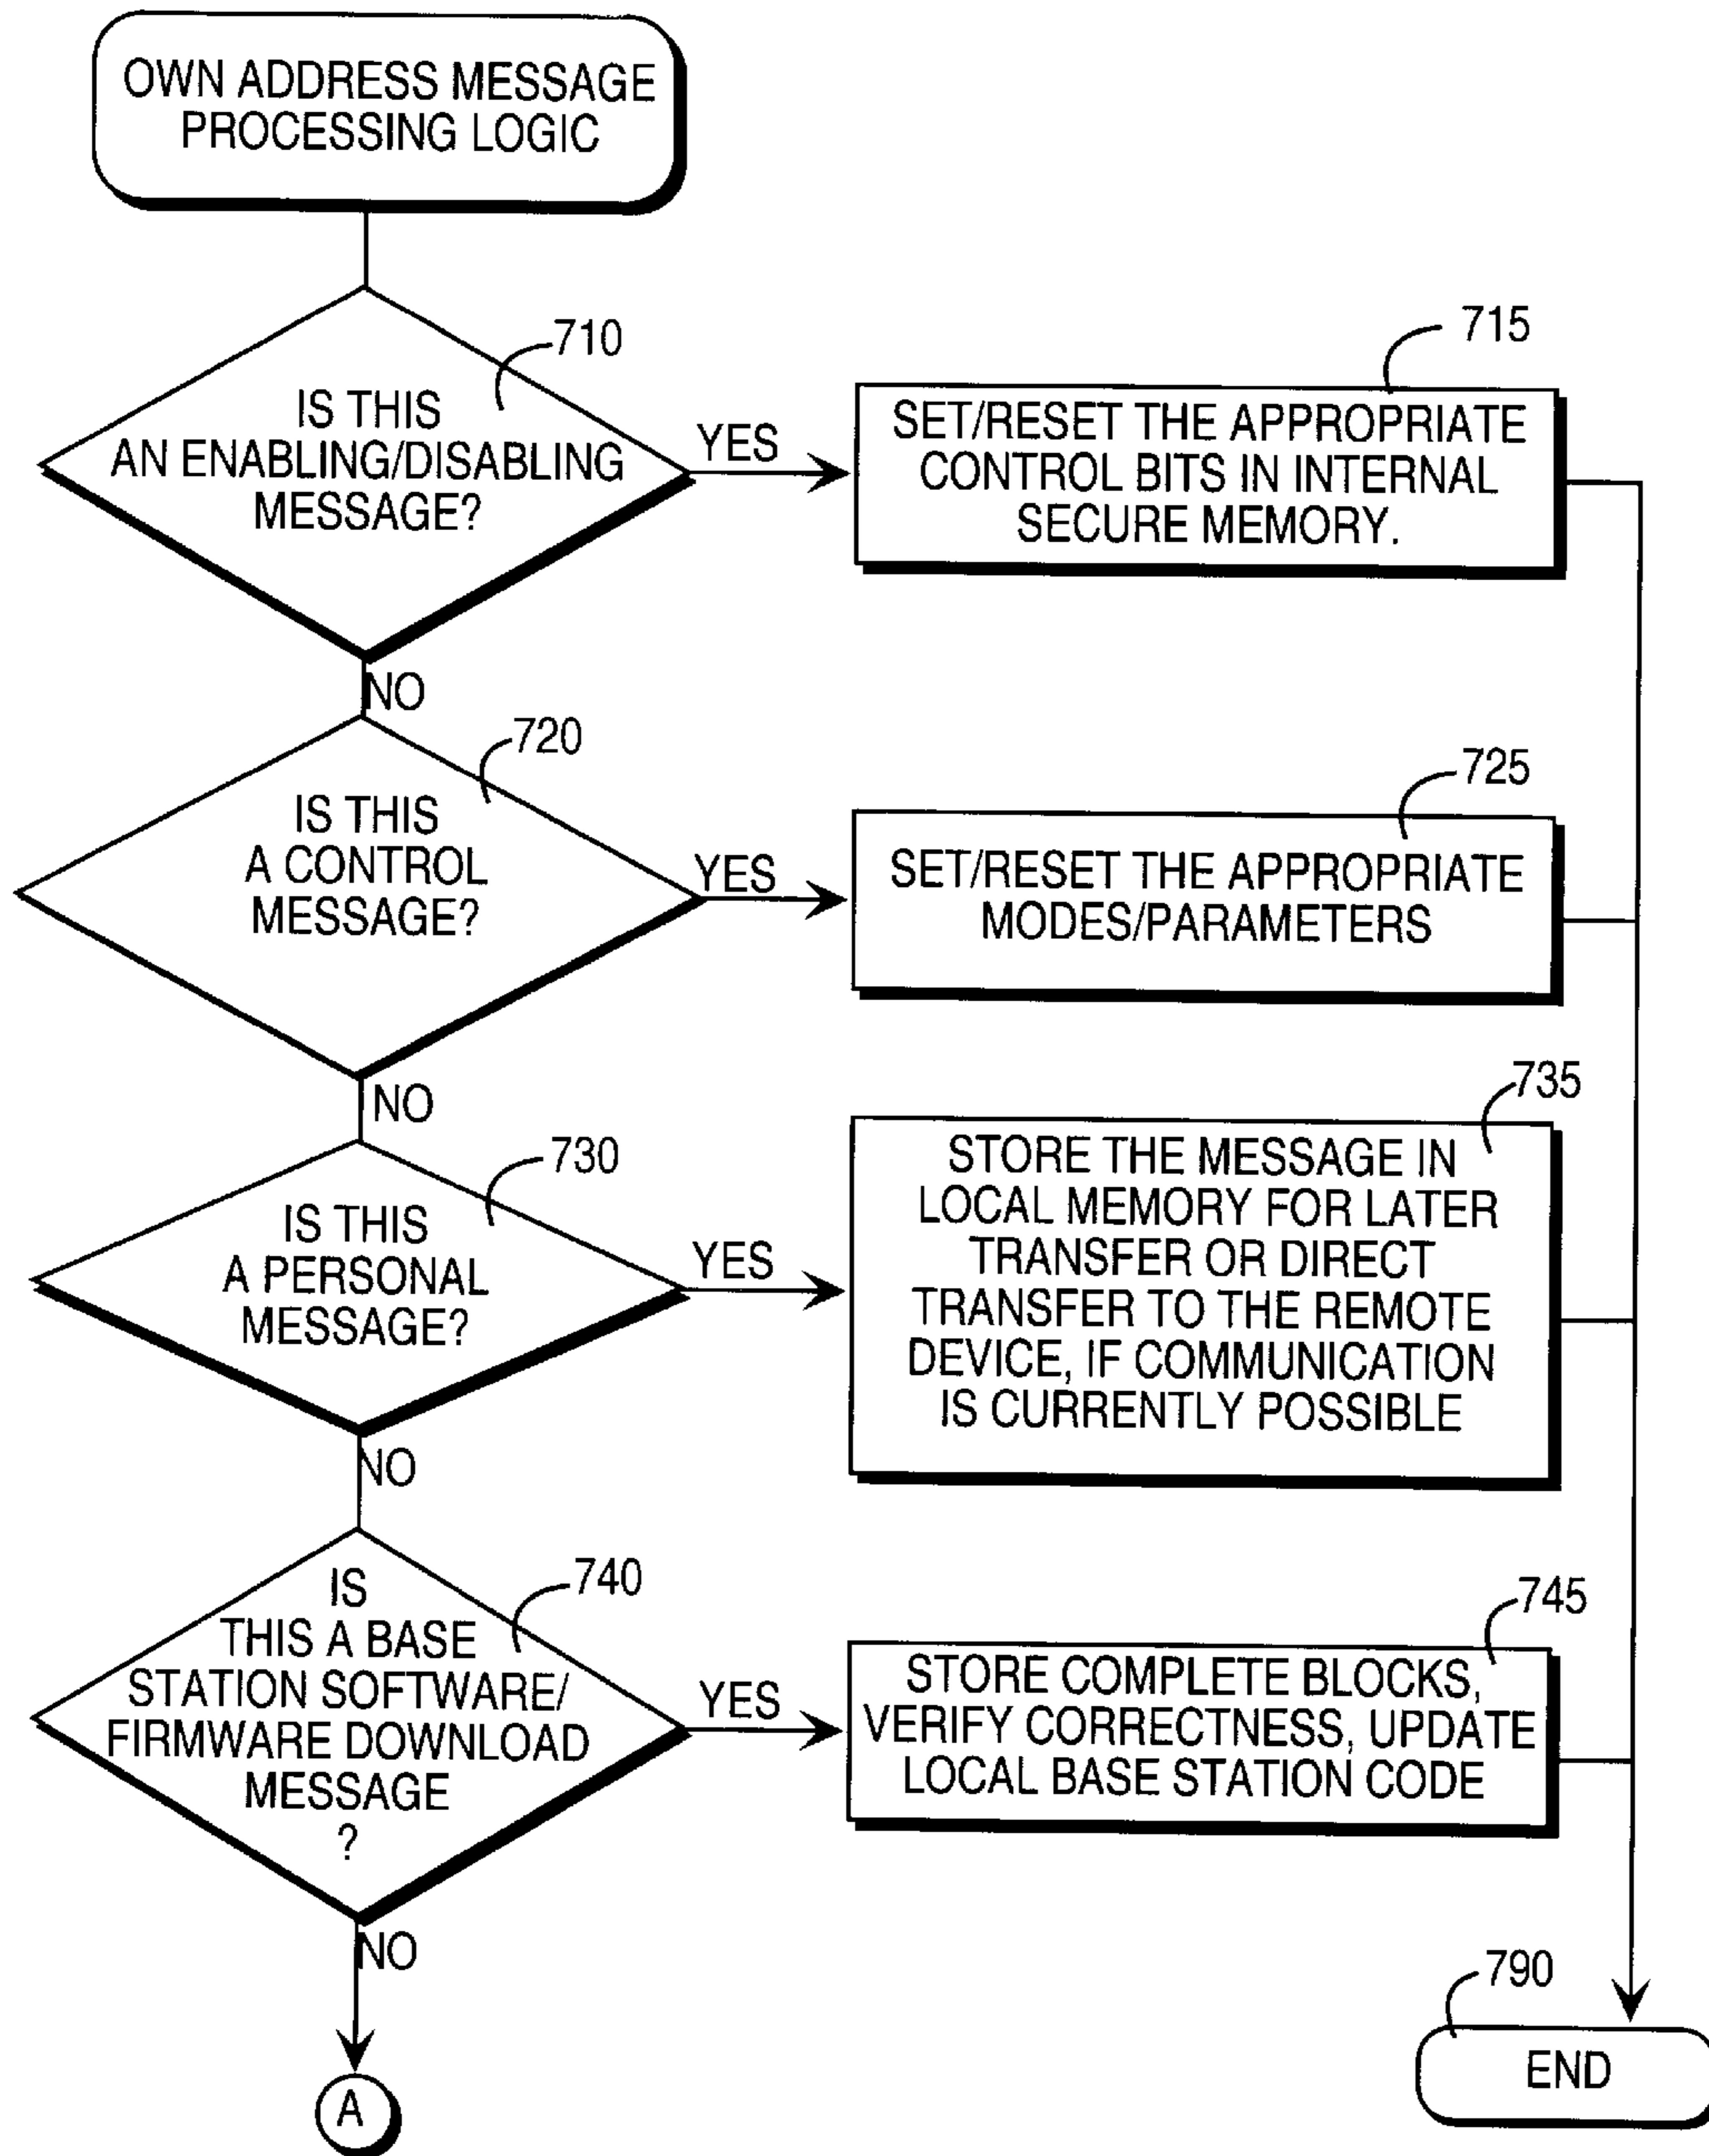 OWN ADDRESS MESSAGE
PROCESSING LOGIC
710
IS THIS
AN ENABLING/DISABLING
MESSAGE?
YES
NO
715
SET/RESET THE APPROPRIATE
CONTROL BITS IN INTERNAL
SECURE MEMORY.
720
IS THIS
A CONTROL
MESSAGE?
YES
NO
725
SET/RESET THE APPROPRIATE
MODES/PARAMETERS
730
IS THIS
A PERSONAL
MESSAGE?
YES
NO
735
STORE THE MESSAGE IN
LOCAL MEMORY FOR LATER
TRANSFER OR DIRECT
TRANSFER TO THE REMOTE
DEVICE, IF COMMUNICATION
IS CURRENTLY POSSIBLE
740
IS
THIS A BASE
STATION SOFTWARE/
FIRMWARE DOWNLOAD
MESSAGE
?
YES
NO
745
STORE COMPLETE BLOCKS,
VERIFY CORRECTNESS, UPDATE
LOCAL BASE STATION CODE
A
790
END